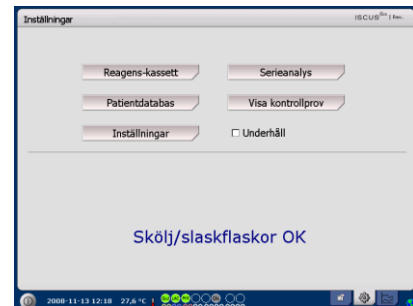 Inställningar
ISCUS
Reagens-kassett
Serieanalys
Patientdatabas
Visa kontrollprov
Inställningar
Underhåll
Skölj/slaskflaskor OK
2008-11-13 12:18 27,6 °C !